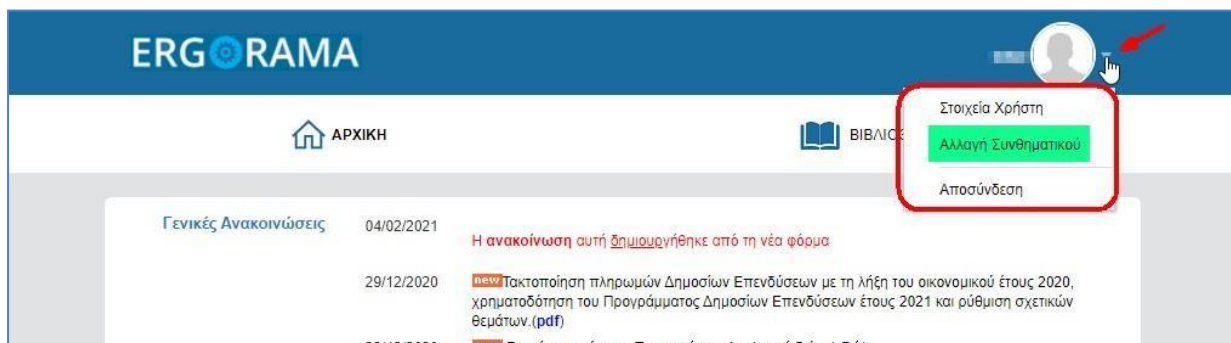 ERGORAMA
Στοιχεία Χρήστη
ΑΡΧΙΚΗ
ΒΙΒΛΙΟΘ
Αλλαγή Συνθηματικού
Αποσύνδεση
Γενικές Ανακοινώσεις 04/02/2021
Η ανακοίνωση αυτή δημιουργήθηκε από τη νέα φόρμα
29/12/2020 new Τακτοποίηση πληρωμών Δημοσίων Επενδύσεων με τη λήξη του οικονομικού έτους 2020,
χρηματοδότηση του Προγράμματος Δημοσίων Επενδύσεων έτους 2021 και ρύθμιση σχετικών
θεμάτων.(pdf)